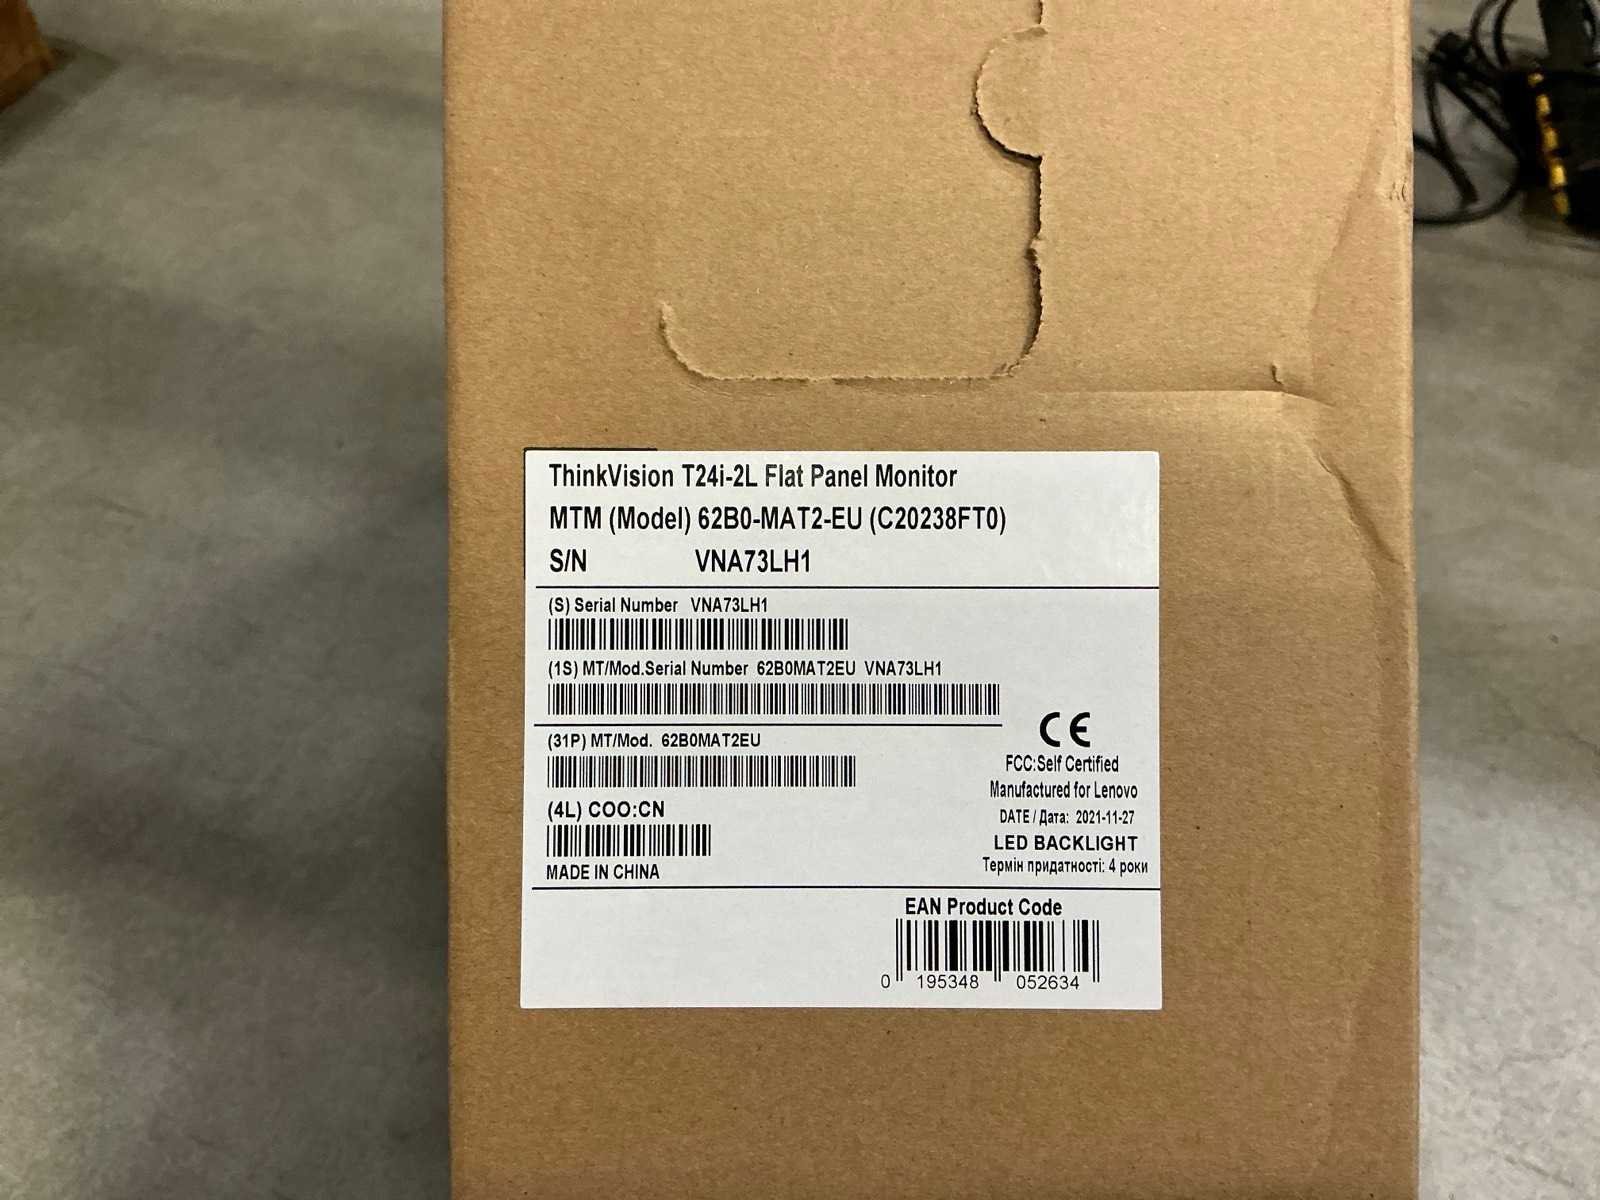 ThinkVision T24i-2L Flat Panel Monitor
MTM (Model) 62B0-MAT2-EU (C20238FT0)
S/N VNA73LH1
(S) Serial Number VNA73LH1
(1S) MT/Mod.Serial Number 62B0MAT2EU VNA73LH1
(31P) MT/Mod. 62B0MAT2EU
(4L) COO:CN
MADE IN CHINA
CE
FCC:Self Certified
Manufactured for Lenovo
DATE / Дата: 2021-11-27
LED BACKLIGHT
Термін придатності: 4 роки
EAN Product Code
0 195348 052634